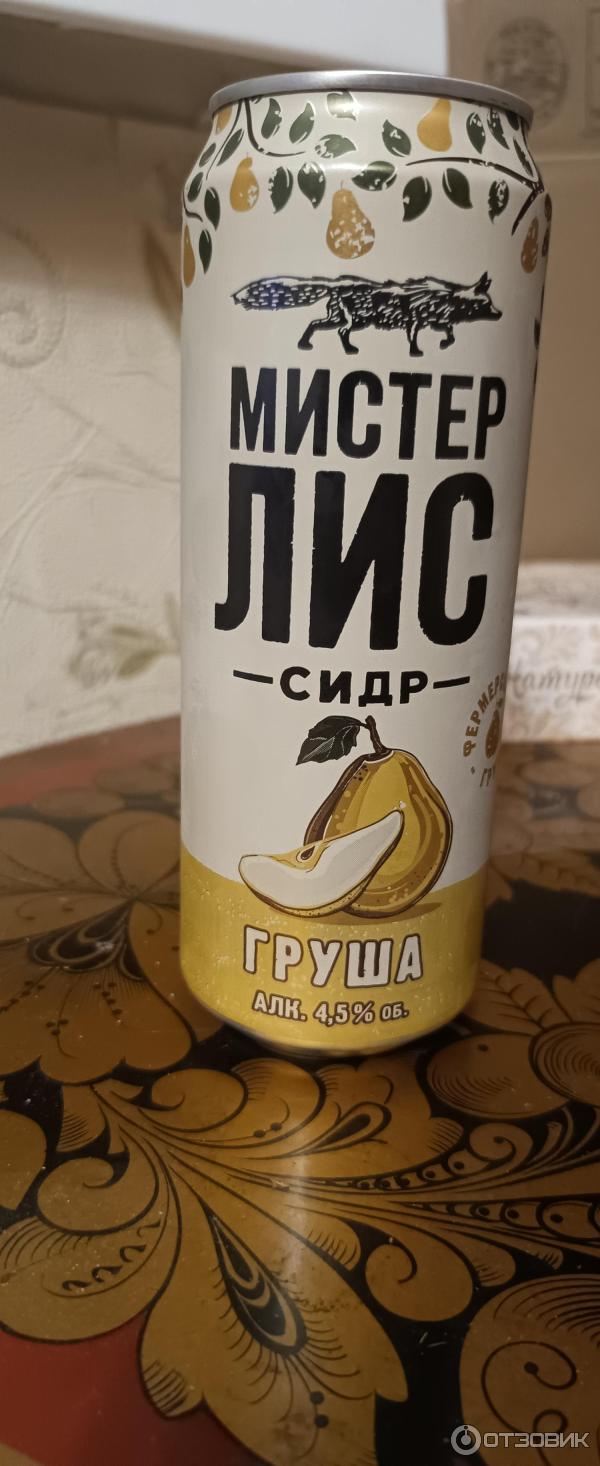 МИСТЕР
ЛИС
СИДР
ГРУША
АЛК. 4,5% ОБ.
ОТЗОВИК